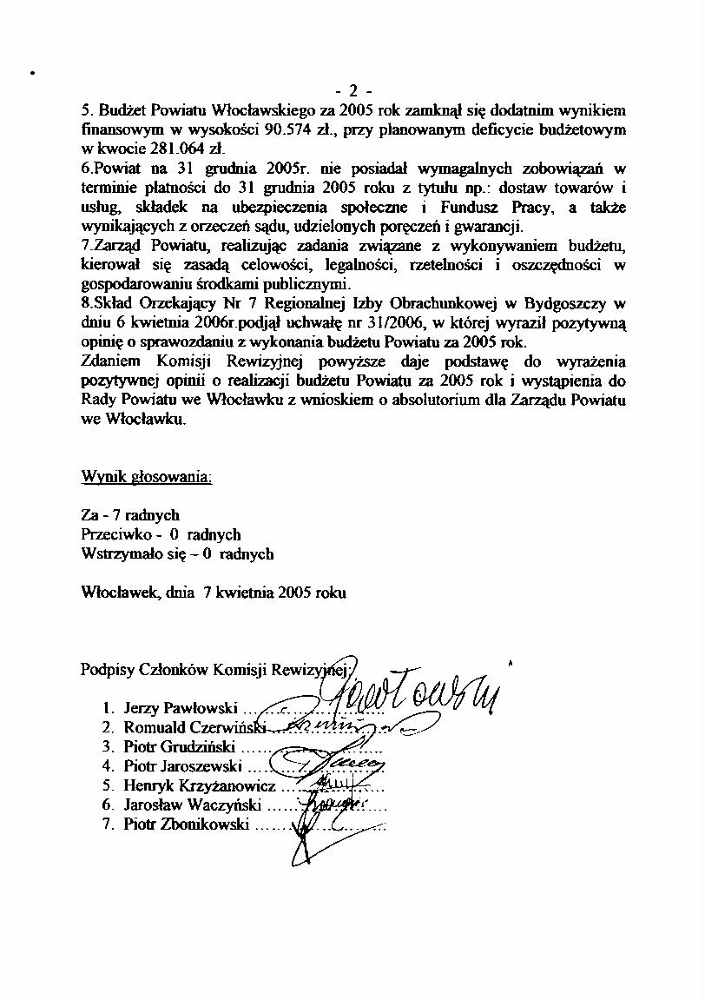 - 2 -
5. Budżet Powiatu Włocławskiego za 2005 rok zamknął się dodatnim wynikiem
finansowym w wysokości 90.574 zł., przy planowanym deficycie budżetowym
w kwocie 281.064 zł.
6.Powiat na 31 grudnia 2005r. nie posiadał wymagalnych zobowiązań w
terminie płatności do 31 grudnia 2005 roku z tytułu np.: dostaw towarów i
usług, składek na ubezpieczenia społeczne i Fundusz Pracy, a także
wynikających z orzeczeń sądu, udzielonych poręczeń i gwarancji.
7.Zarząd Powiatu, realizując zadania związane z wykonywaniem budżetu,
kierował się zasadą celowości, legalności, rzetelności i oszczędności w
gospodarowaniu środkami publicznymi.
8.Skład Orzekający Nr 7 Regionalnej Izby Obrachunkowej w Bydgoszczy w
dniu 6 kwietnia 2006r.podjął uchwałę nr 31/2006, w której wyraził pozytywną
opinię o sprawozdaniu z wykonania budżetu Powiatu za 2005 rok.
Zdaniem Komisji Rewizyjnej powyższe daje podstawę do wyrażenia
pozytywnej opinii o realizacji budżetu Powiatu za 2005 rok i wystąpienia do
Rady Powiatu we Włocławku z wnioskiem o absolutorium dla Zarządu Powiatu
we Włocławku.
Wynik głosowania:
Za - 7 radnych
Przeciwko - 0 radnych
Wstrzymało się – 0 radnych
Włocławek, dnia 7 kwietnia 2005 roku
Podpisy Członków Komisji Rewizyjnej:
1. Jerzy Pawłowski ........ Pawłowski
2. Romuald Czerwiński ........
3. Piotr Grudziński ........
4. Piotr Jaroszewski ........
5. Henryk Krzyżanowicz ........
6. Jarosław Waczyński ........
7. Piotr Zbonikowski ........